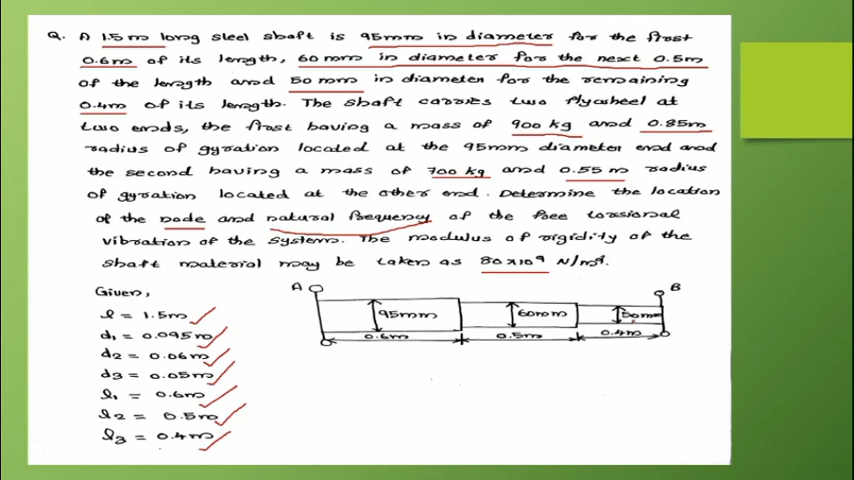 Q. A 1.5m long steel shaft is 95mm in diameter for the first
0.6m of its length, 60mm in diameter for the next 0.5m
of the length and 50mm in diameter for the remaining
0.4m of its length. The shaft carries two flywheel at
two ends, the first having a mass of 900 kg and 0.85m
radius of gyration located at the 95mm diameter end and
the second having a mass of 700 kg and 0.55 m radius
of gyration located at the other end. Determine the location
of the node and natural frequency of the free torsional
vibration of the system. The modulus of rigidity of the
shaft material may be taken as 80×10⁹ N/m².
Given,
l = 1.5m
d₁ = 0.095m
d₂ = 0.06m
d₃ = 0.05m
l₁ = 0.6m
l₂ = 0.5m
l₃ = 0.4m
A B
95mm 60mm 50mm
0.6m 0.5m 0.4m